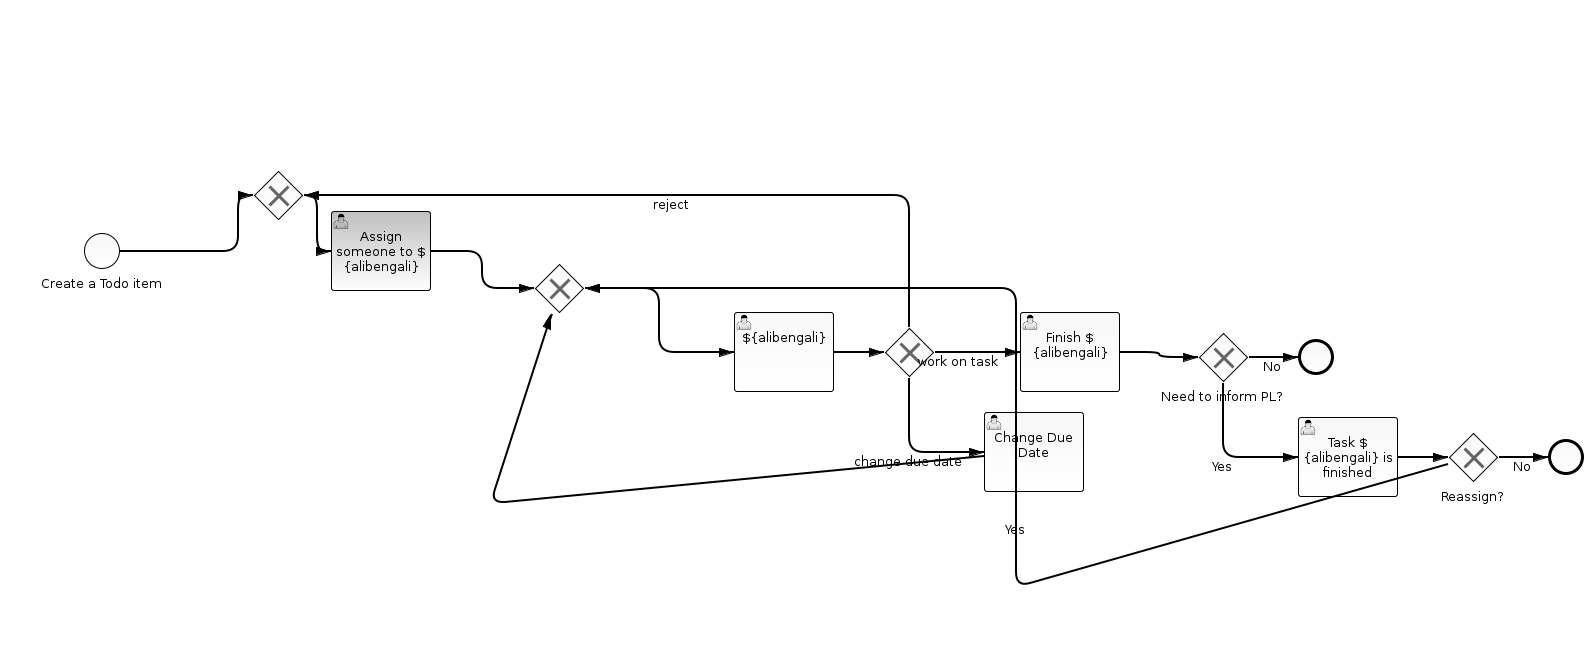 reject
Assign
someone to $
{alibengali}
Create a Todo item
${alibengali}
work on task
Finish $
{alibengali}
No
Need to inform PL?
Change Due
Date
change due date
Yes
Task $
{alibengali} is
finished
No
Reassign?
Yes